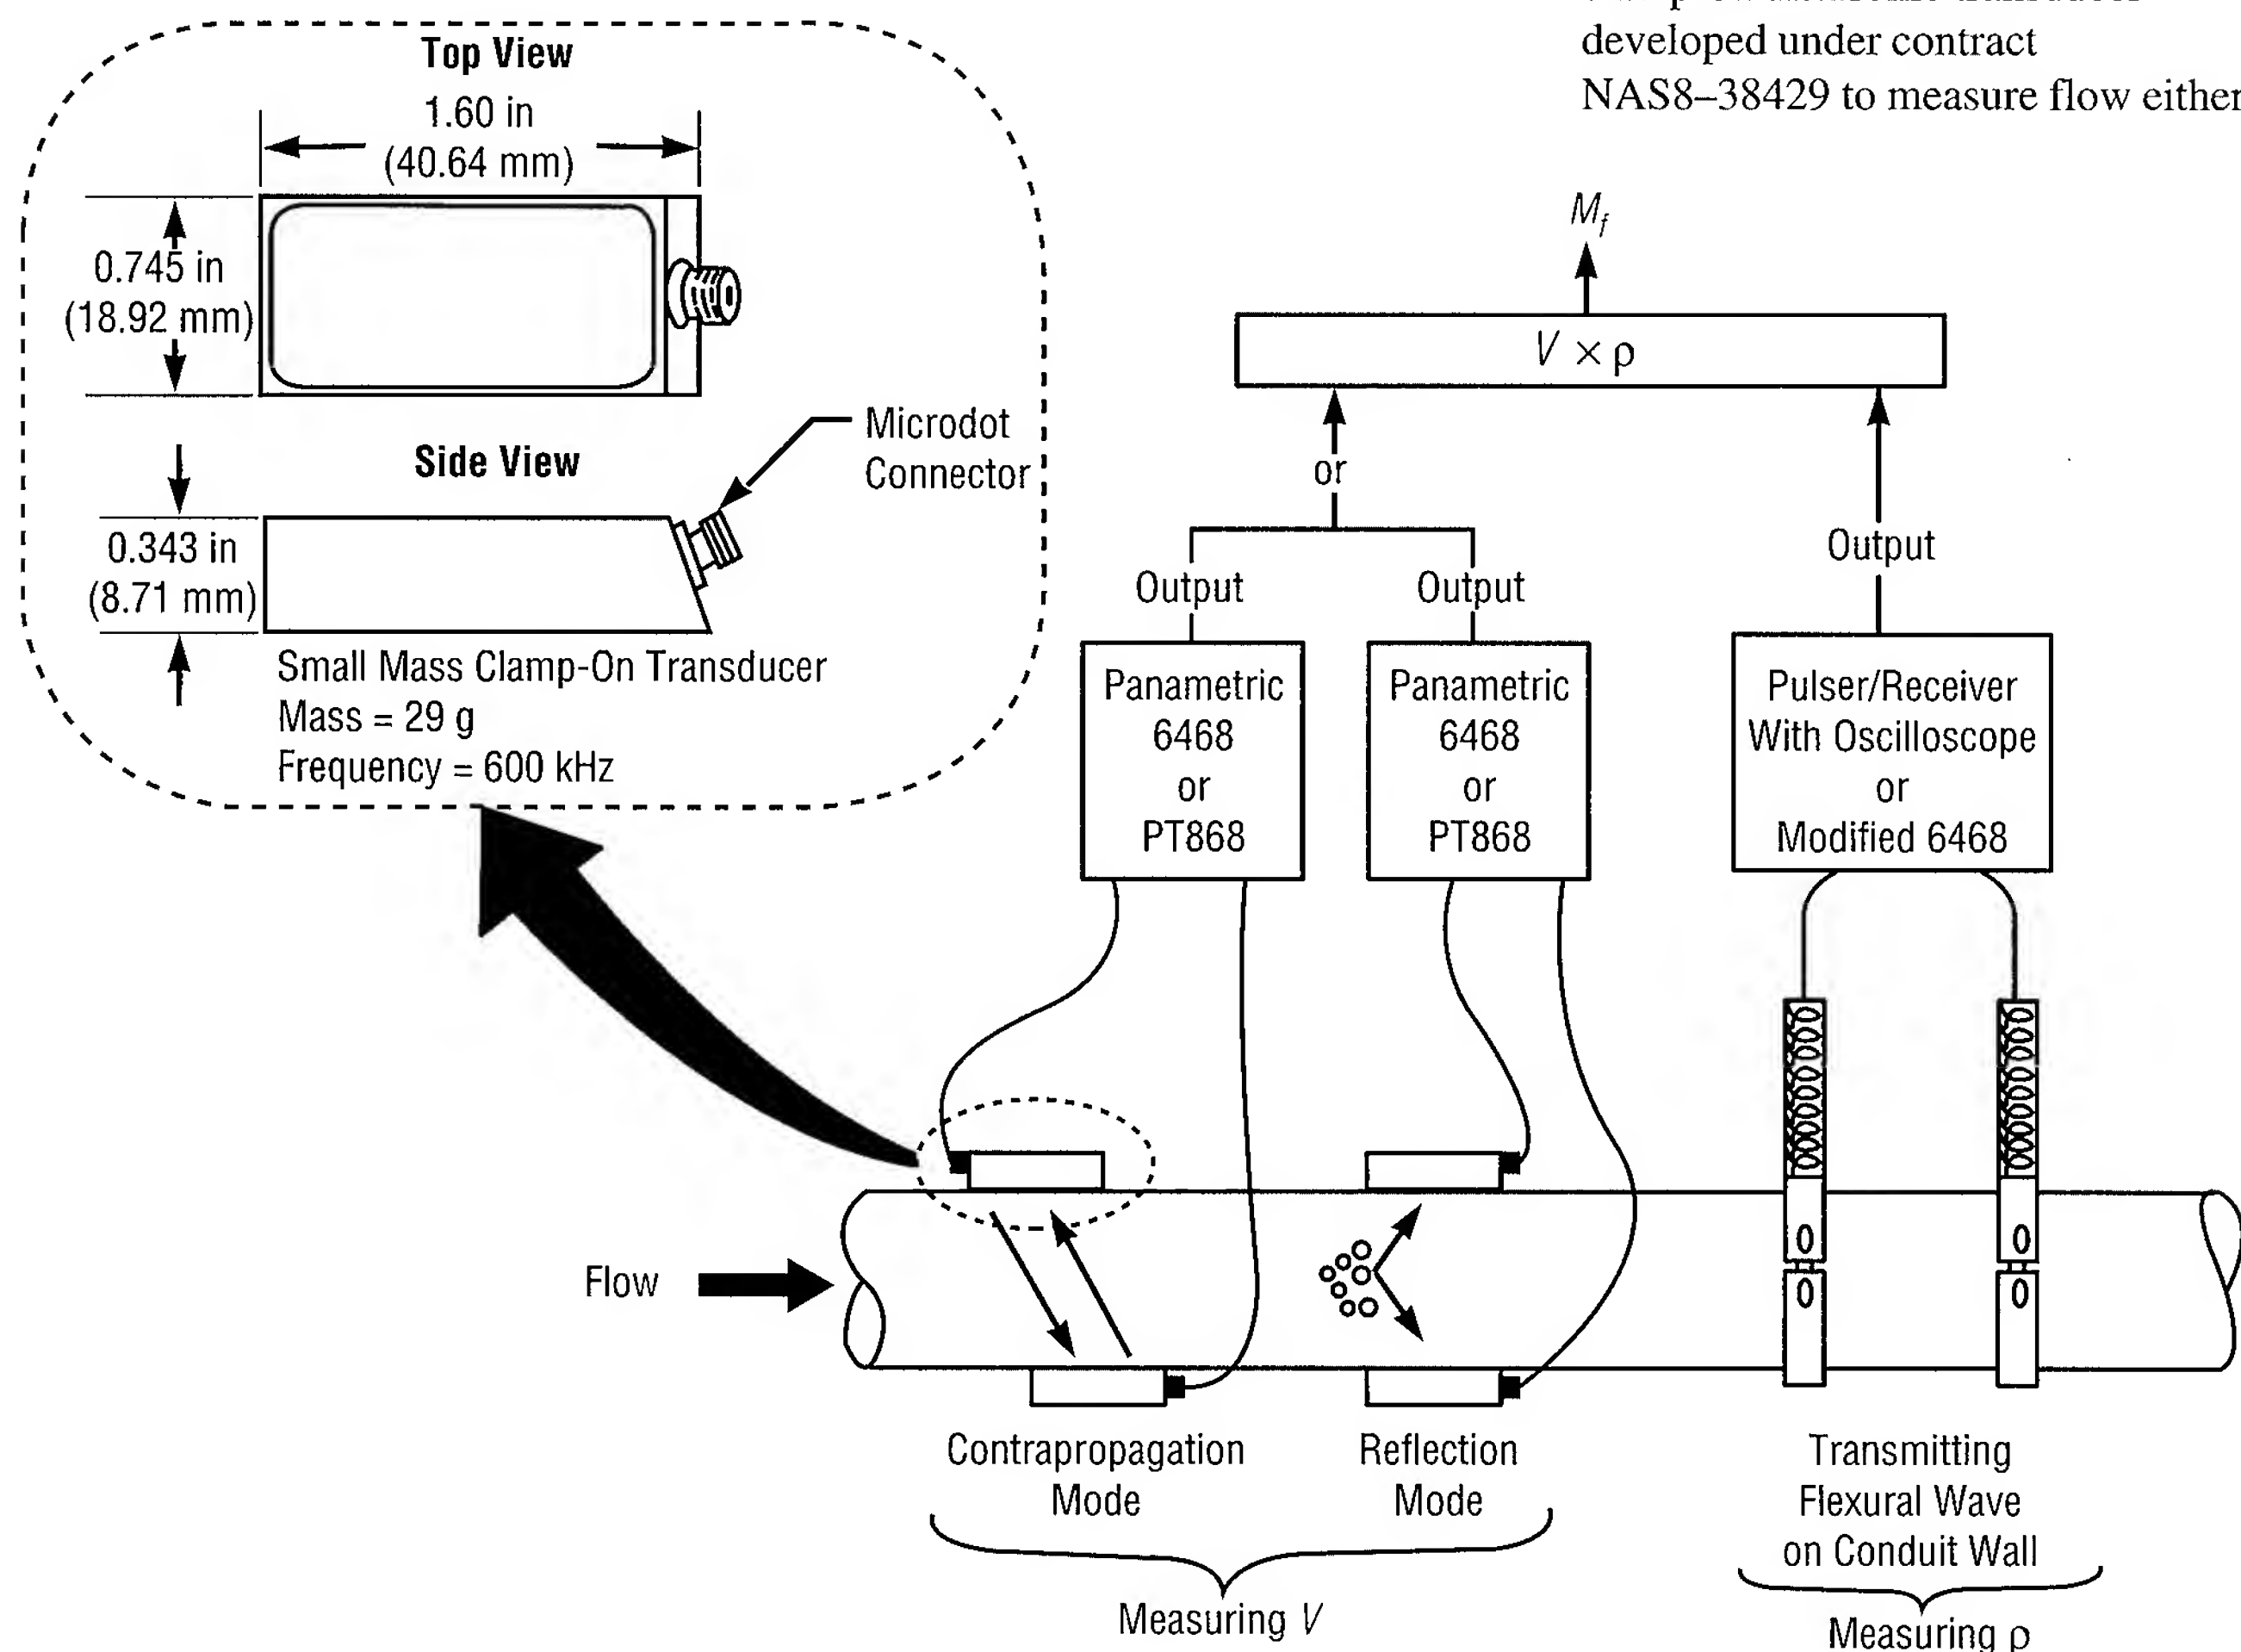 developed under contract
NAS8–38429 to measure flow either
Top View
1.60 in
(40.64 mm)
0.745 in
(18.92 mm)
Side View
Microdot
Connector
0.343 in
(8.71 mm)
Small Mass Clamp-On Transducer
Mass = 29 g
Frequency = 600 kHz
M_f
V × ρ
or
Output
Output
Output
Panametric
6468
or
PT868
Panametric
6468
or
PT868
Pulser/Receiver
With Oscilloscope
or
Modified 6468
Flow
Contrapropagation
Mode
Reflection
Mode
Transmitting
Flexural Wave
on Conduit Wall
Measuring V
Measuring ρ